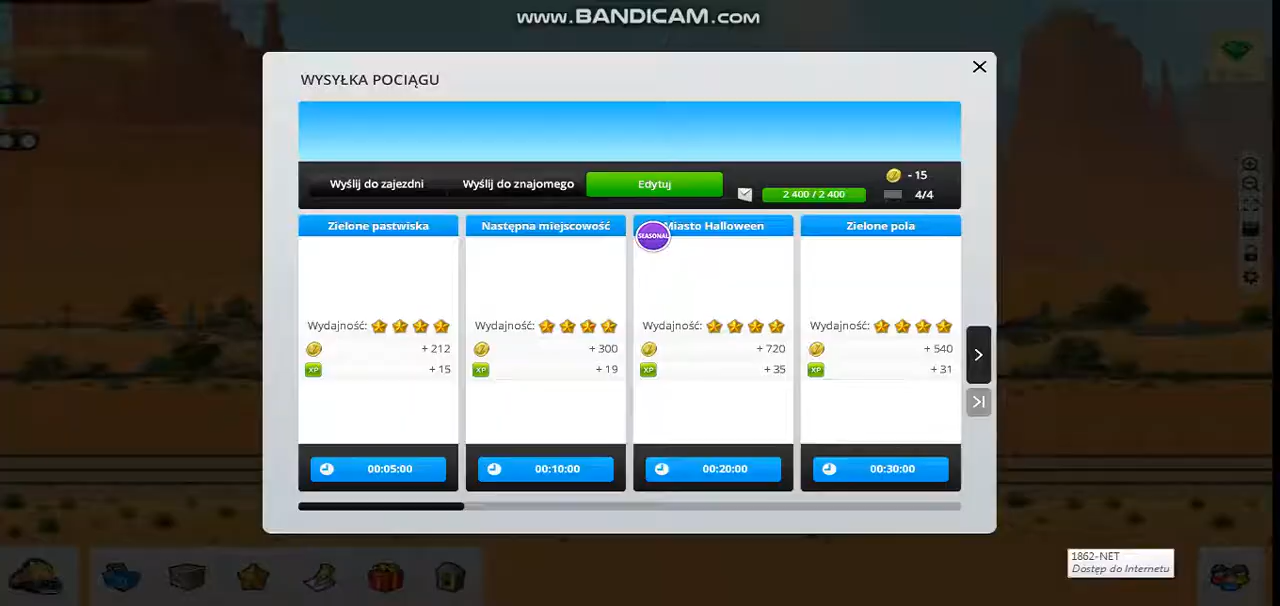 www.BANDICAM.com
WYSYŁKA POCIĄGU
Wyślij do zajezdni
Wyślij do znajomego
Edytuj
2 400 / 2 400
- 15
4/4
Zielone pastwiska
Wydajność:
+ 212
XP + 15
00:05:00
Następna miejscowość
Wydajność:
+ 300
XP + 19
00:10:00
SEASONAL
Miasto Halloween
Wydajność:
+ 720
XP + 35
00:20:00
Zielone pola
Wydajność:
+ 540
XP + 31
00:30:00
1862-NET
Dostęp do Internetu